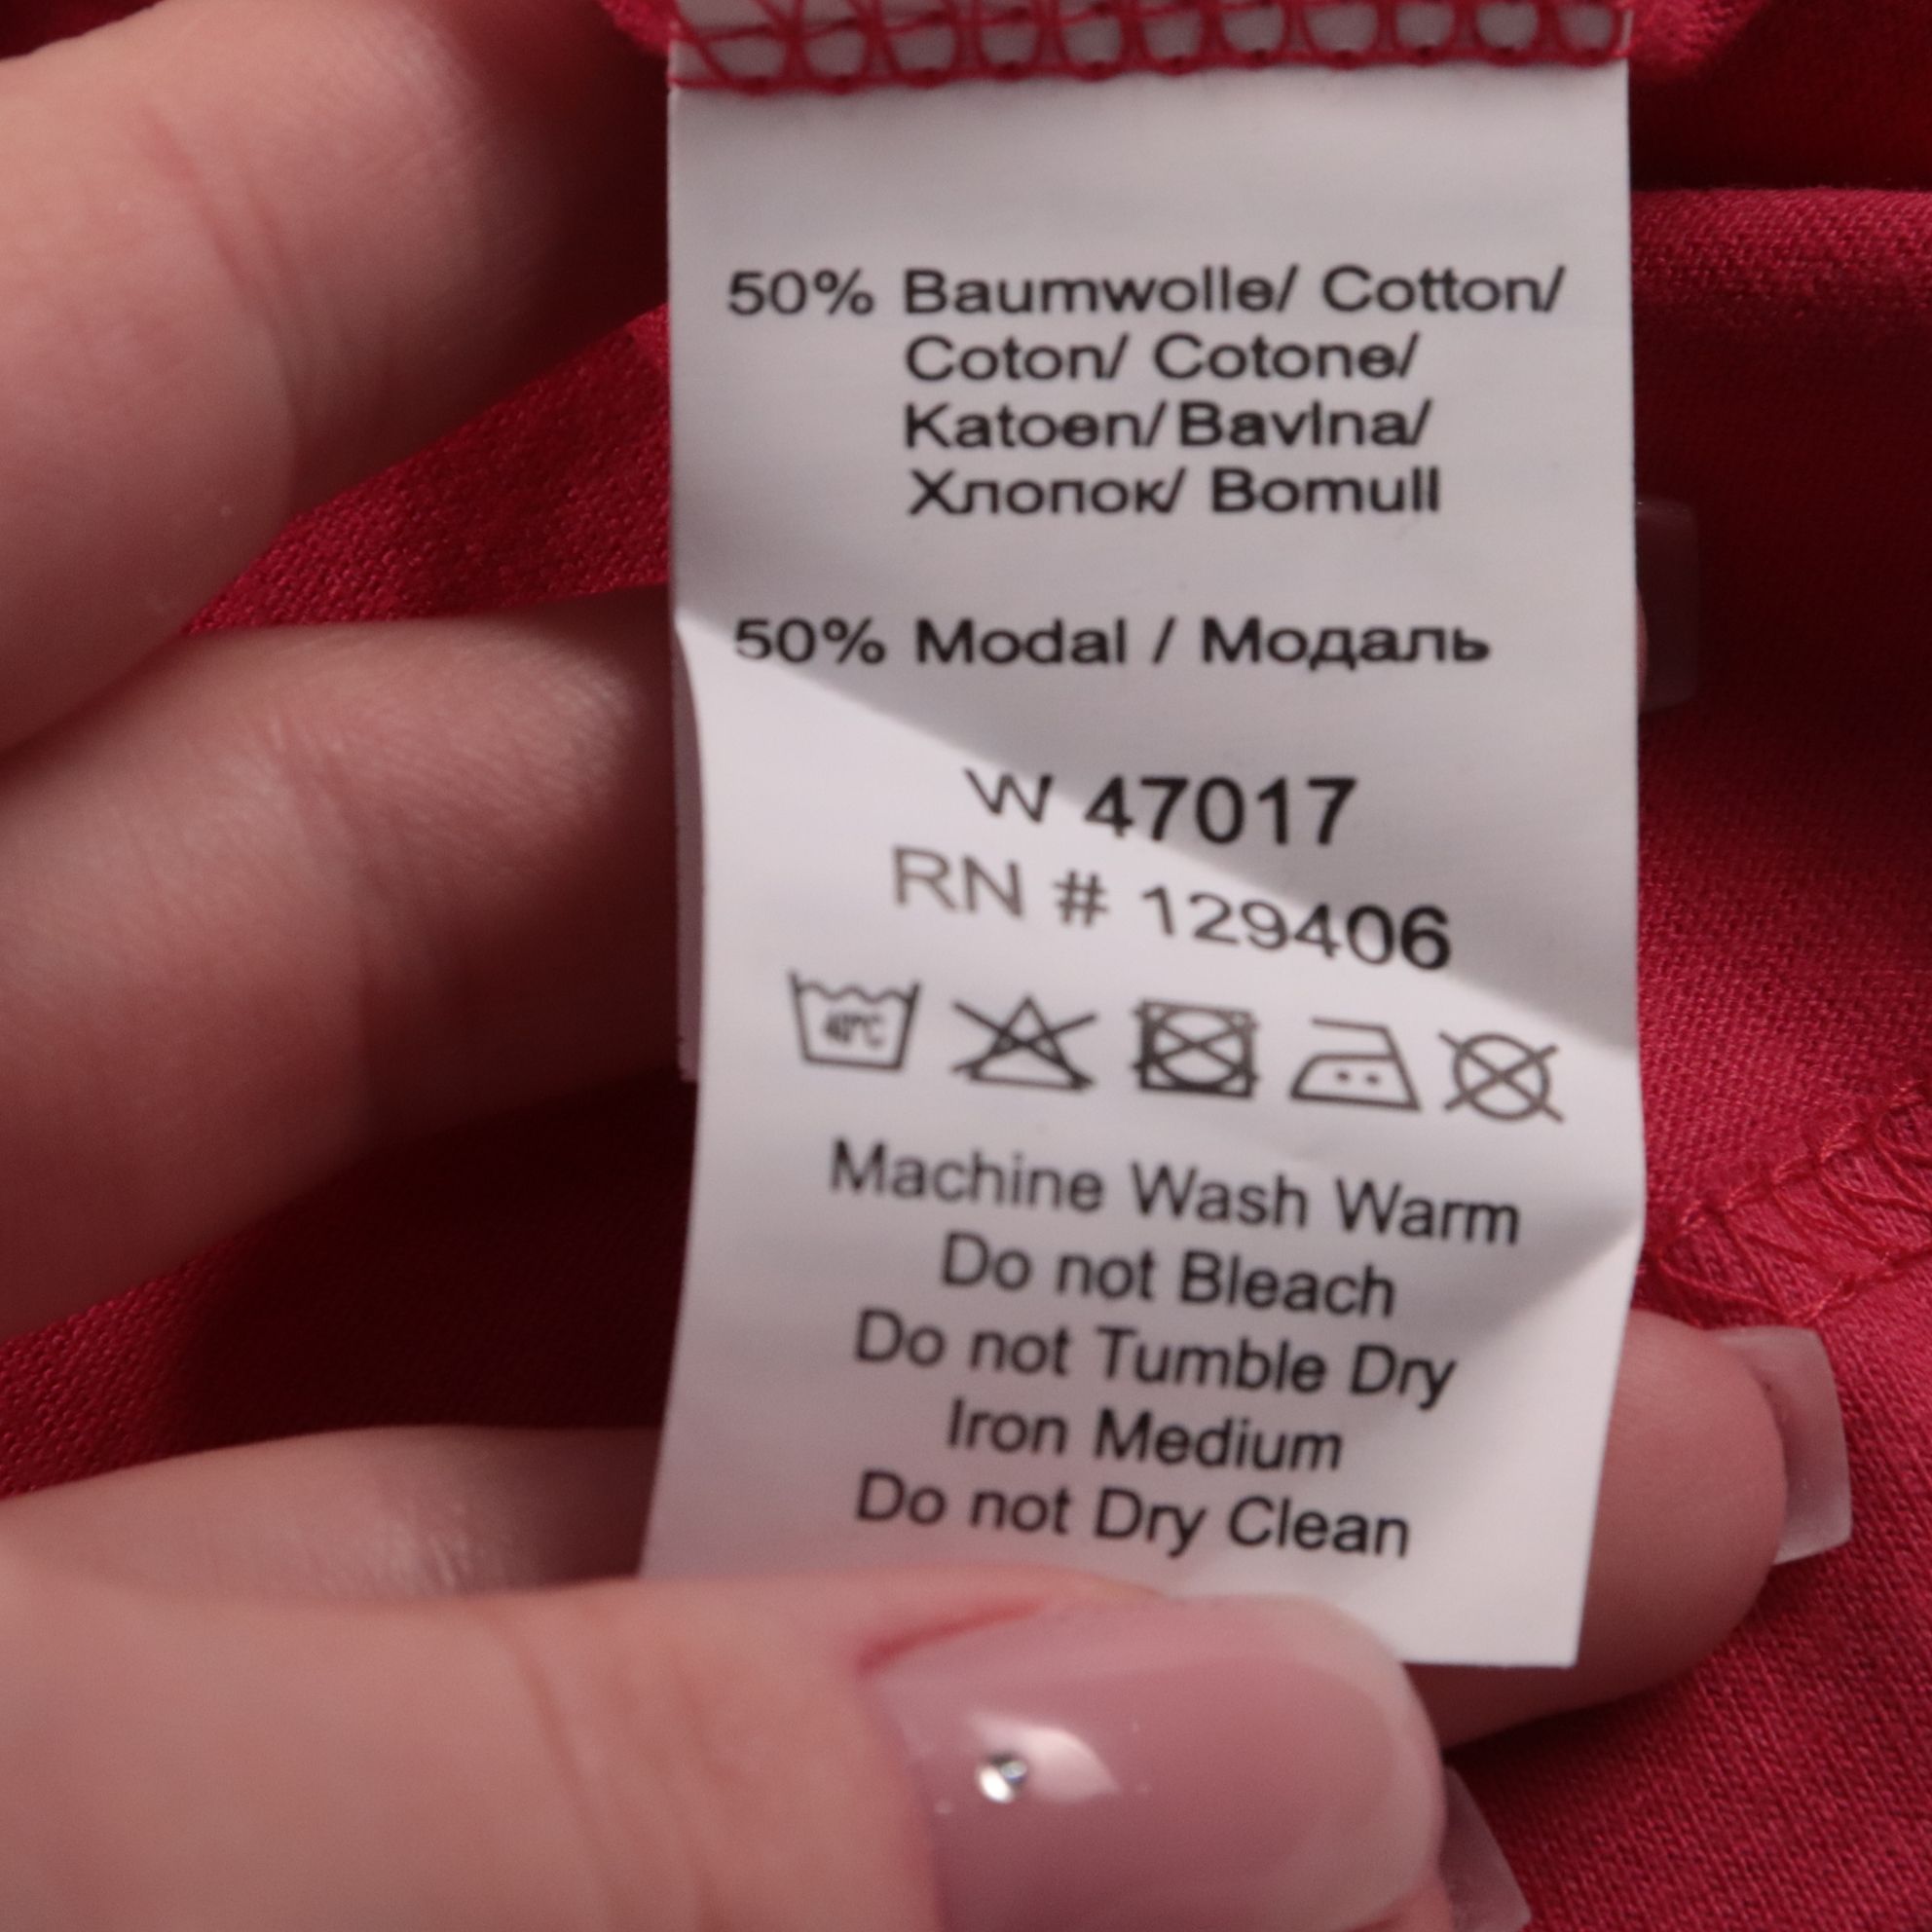 50% Baumwolle/ Cotton/
Coton/ Cotone/
Katoen/Bavlna/
Хлопок/ Bomull
50% Modal / Модаль
W 47017
RN # 129406
40°C
Machine Wash Warm
Do not Bleach
Do not Tumble Dry
Iron Medium
Do not Dry Clean